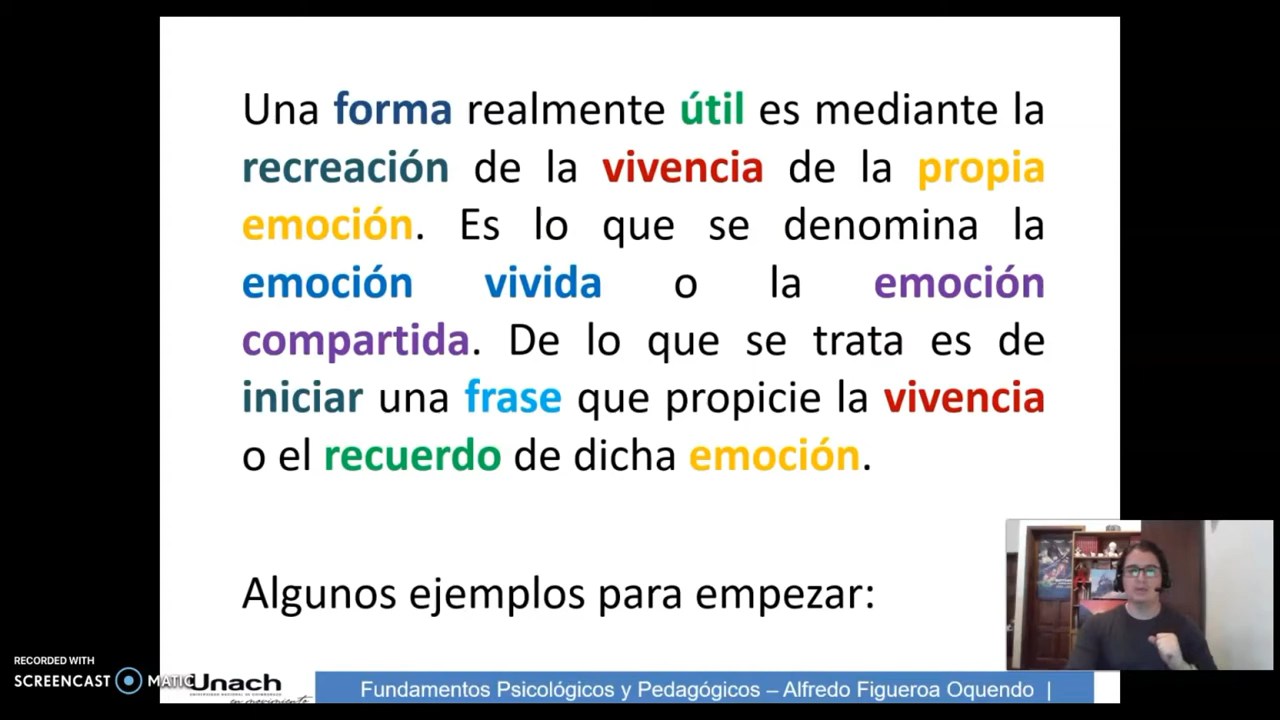 Una forma realmente útil es mediante la
recreación de la vivencia de la propia
emoción. Es lo que se denomina la
emoción vivida o la emoción
compartida. De lo que se trata es de
iniciar una frase que propicie la vivencia
o el recuerdo de dicha emoción.
Algunos ejemplos para empezar:
RECORDED WITH
SCREENCAST MATIC
Unach
en movimiento
Fundamentos Psicológicos y Pedagógicos – Alfredo Figueroa Oquendo |